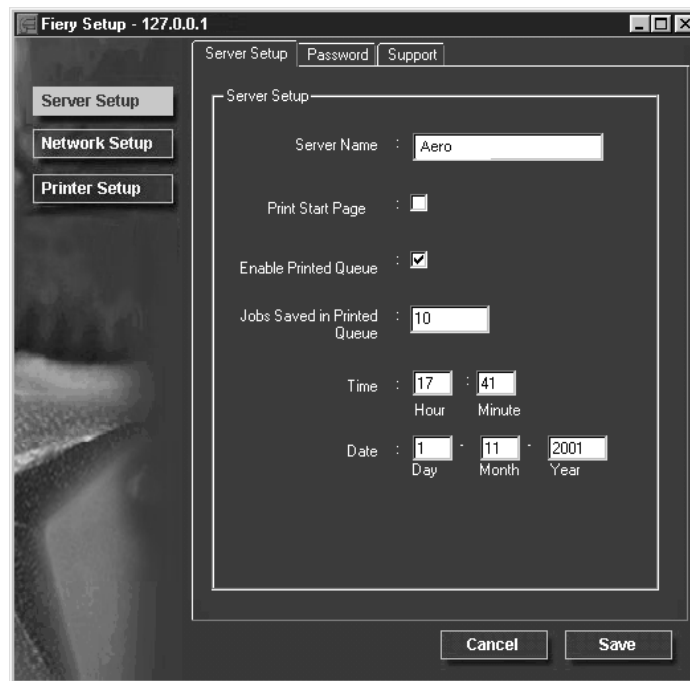 Fiery Setup - 127.0.0.1
Server Setup Password Support
Server Setup
Network Setup
Printer Setup
Server Setup
Server Name : Aero
Print Start Page :
Enable Printed Queue :
Jobs Saved in Printed Queue : 10
Time : 17 : 41
Hour Minute
Date : 1 - 11 - 2001
Day Month Year
Cancel Save